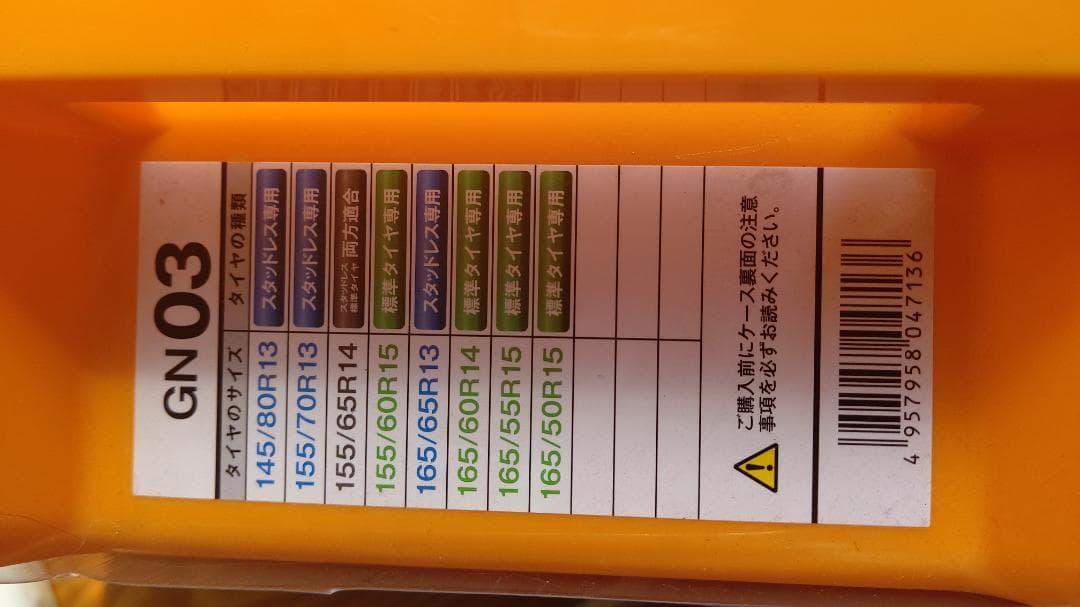 GN03
タイヤのサイズ タイヤの種類
145/80R13 スタッドレス専用
155/70R13 スタッドレス専用
155/65R14 スタッドレス 標準タイヤ 両方適合
155/60R15 標準タイヤ専用
165/65R13 スタッドレス専用
165/60R14 標準タイヤ専用
165/55R15 標準タイヤ専用
165/50R15 標準タイヤ専用
ご購入前にケース裏面の注意
事項を必ずお読みください。
4957958047136